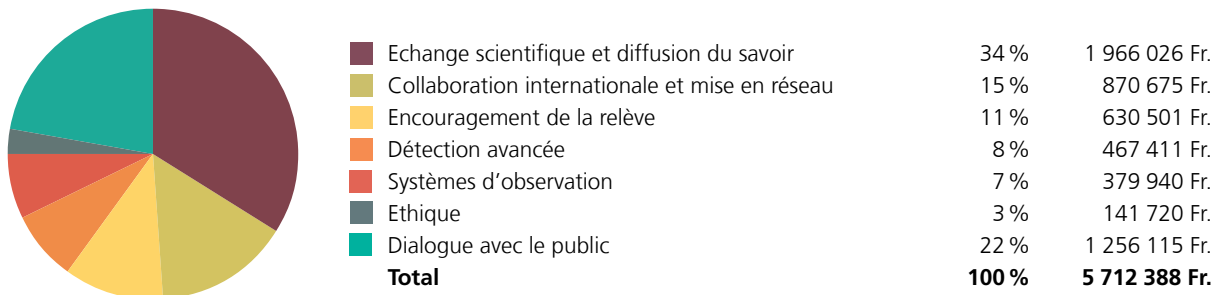 Echange scientifique et diffusion du savoir 34 % 1 966 026 Fr.
Collaboration internationale et mise en réseau 15 % 870 675 Fr.
Encouragement de la relève 11 % 630 501 Fr.
Détection avancée 8 % 467 411 Fr.
Systèmes d’observation 7 % 379 940 Fr.
Ethique 3 % 141 720 Fr.
Dialogue avec le public 22 % 1 256 115 Fr.
Total 100 % 5 712 388 Fr.